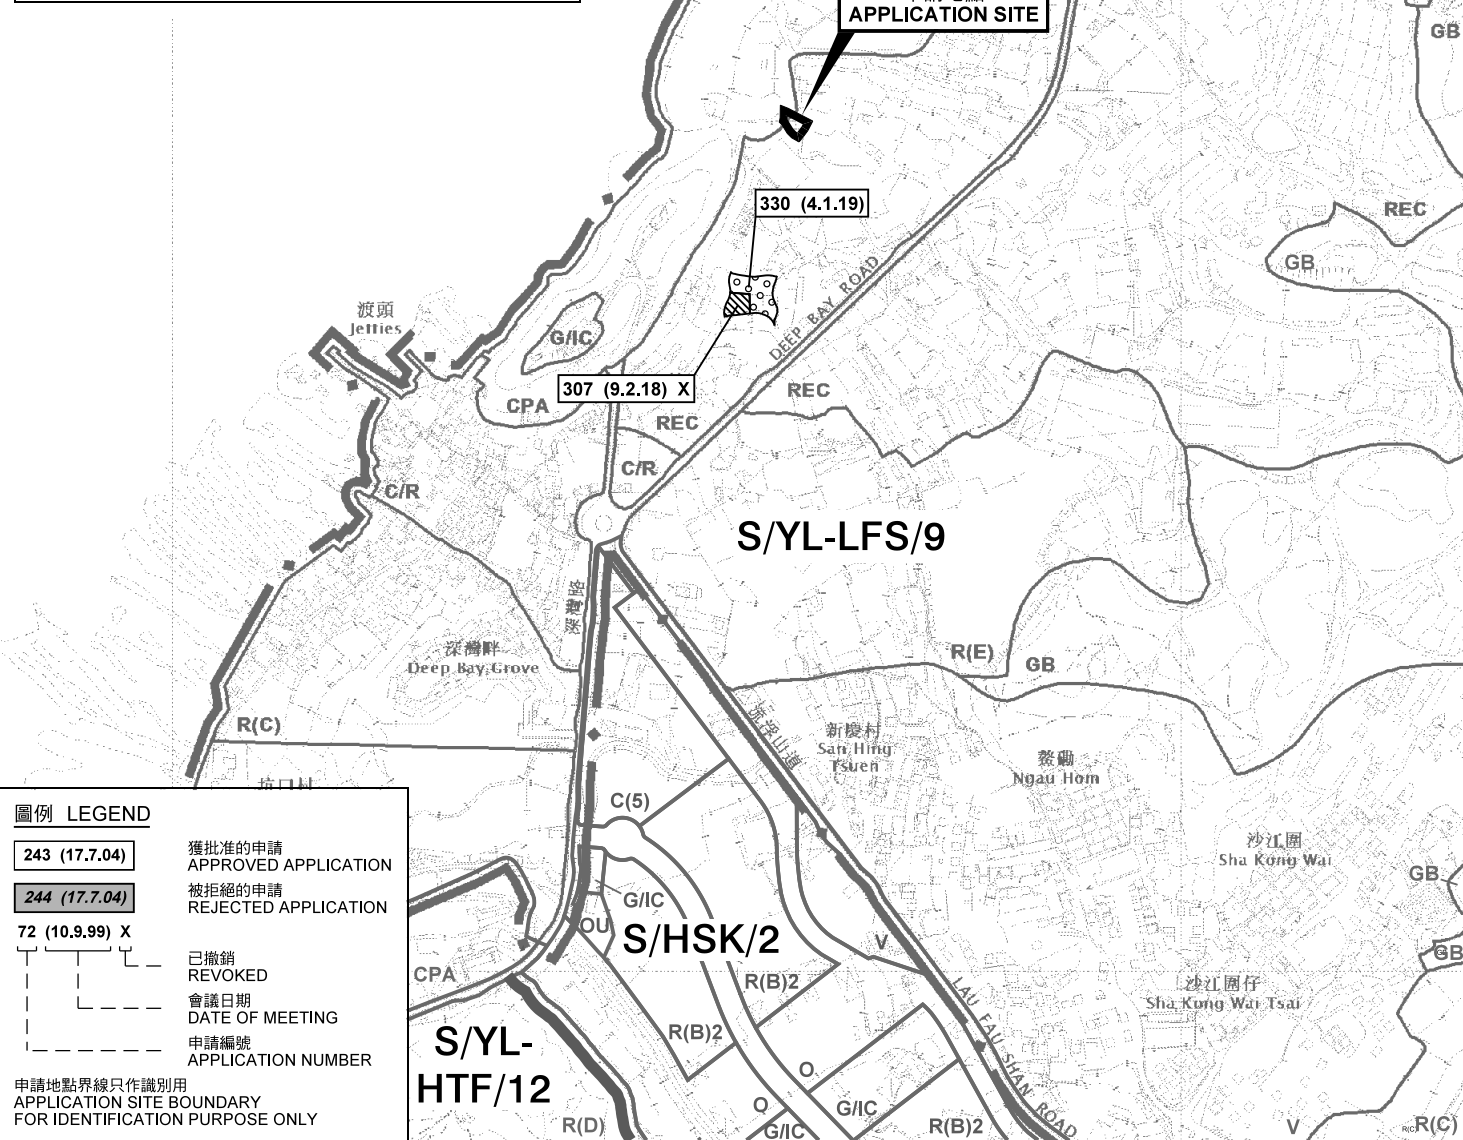 APPLICATION SITE
GB
330 (4.1.19)
REC
GB
DEEP BAY ROAD
渡頭
Jetties
G/IC
307 (9.2.18) X
REC
CPA
REC
C/R
C/R
S/YL-LFS/9
深灣路
深灣畔
Deep Bay Grove
R(E)
GB
R(C)
流浮山道
新慶村
San Hing
Tsuen
鰲磡
Ngau Hom
坑口村
C(5)
沙江圍
Sha Kong Wai
GB
G/IC
OU
S/HSK/2
V
GB
CPA
R(B)2
沙江圍仔
Sha Kong Wai Tsai
LAU FAU SHAN ROAD
R(B)2
S/YL-
HTF/12
O
O
G/IC
R(D)
G/IC
R(B)2
V
R(C)
圖例 LEGEND
243 (17.7.04)
獲批准的申請
APPROVED APPLICATION
244 (17.7.04)
被拒絕的申請
REJECTED APPLICATION
72 (10.9.99) X
已撤銷
REVOKED
會議日期
DATE OF MEETING
申請編號
APPLICATION NUMBER
申請地點界線只作識別用
APPLICATION SITE BOUNDARY
FOR IDENTIFICATION PURPOSE ONLY